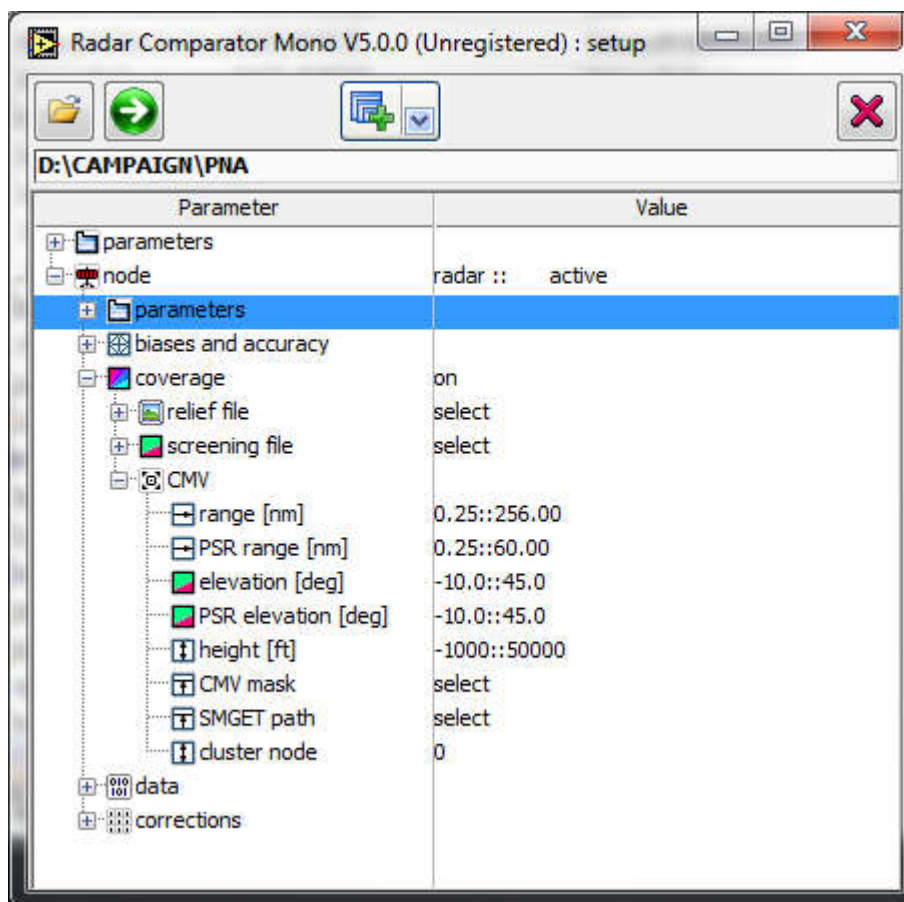 Radar Comparator Mono V5.0.0 (Unregistered) : setup
D:\CAMPAIGN\PNA
Parameter Value
parameters
node radar :: active
parameters
biases and accuracy
coverage on
relief file select
screening file select
CMV
range [nm] 0.25::256.00
PSR range [nm] 0.25::60.00
elevation [deg] -10.0::45.0
PSR elevation [deg] -10.0::45.0
height [ft] -1000::50000
CMV mask select
SMGET path select
cluster node 0
data
corrections